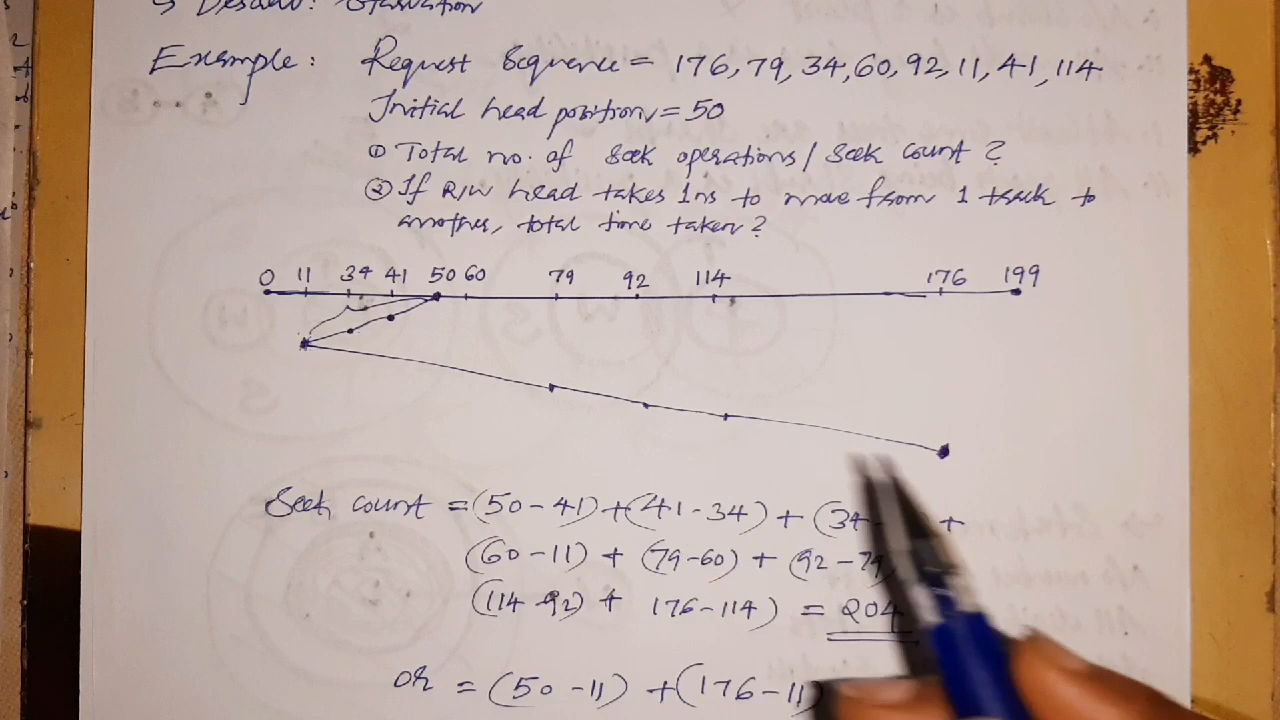 ↳ Disadv: Starvation
Example: Request Sequence = 176, 79, 34, 60, 92, 11, 41, 114
Initial head position = 50
① Total no. of Seek operations / Seek count ?
② If R/W head takes 1ns to move from 1 track to
another, total time taken ?
0 11 34 41 50 60 79 92 114 176 199
Seek count = (50 - 41) + (41 - 34) + (34 - +
(60 - 11) + (79 - 60) + (92 - 79
(114 - 92) + 176 - 114) = 204
or = (50 - 11) + (176 - 11)